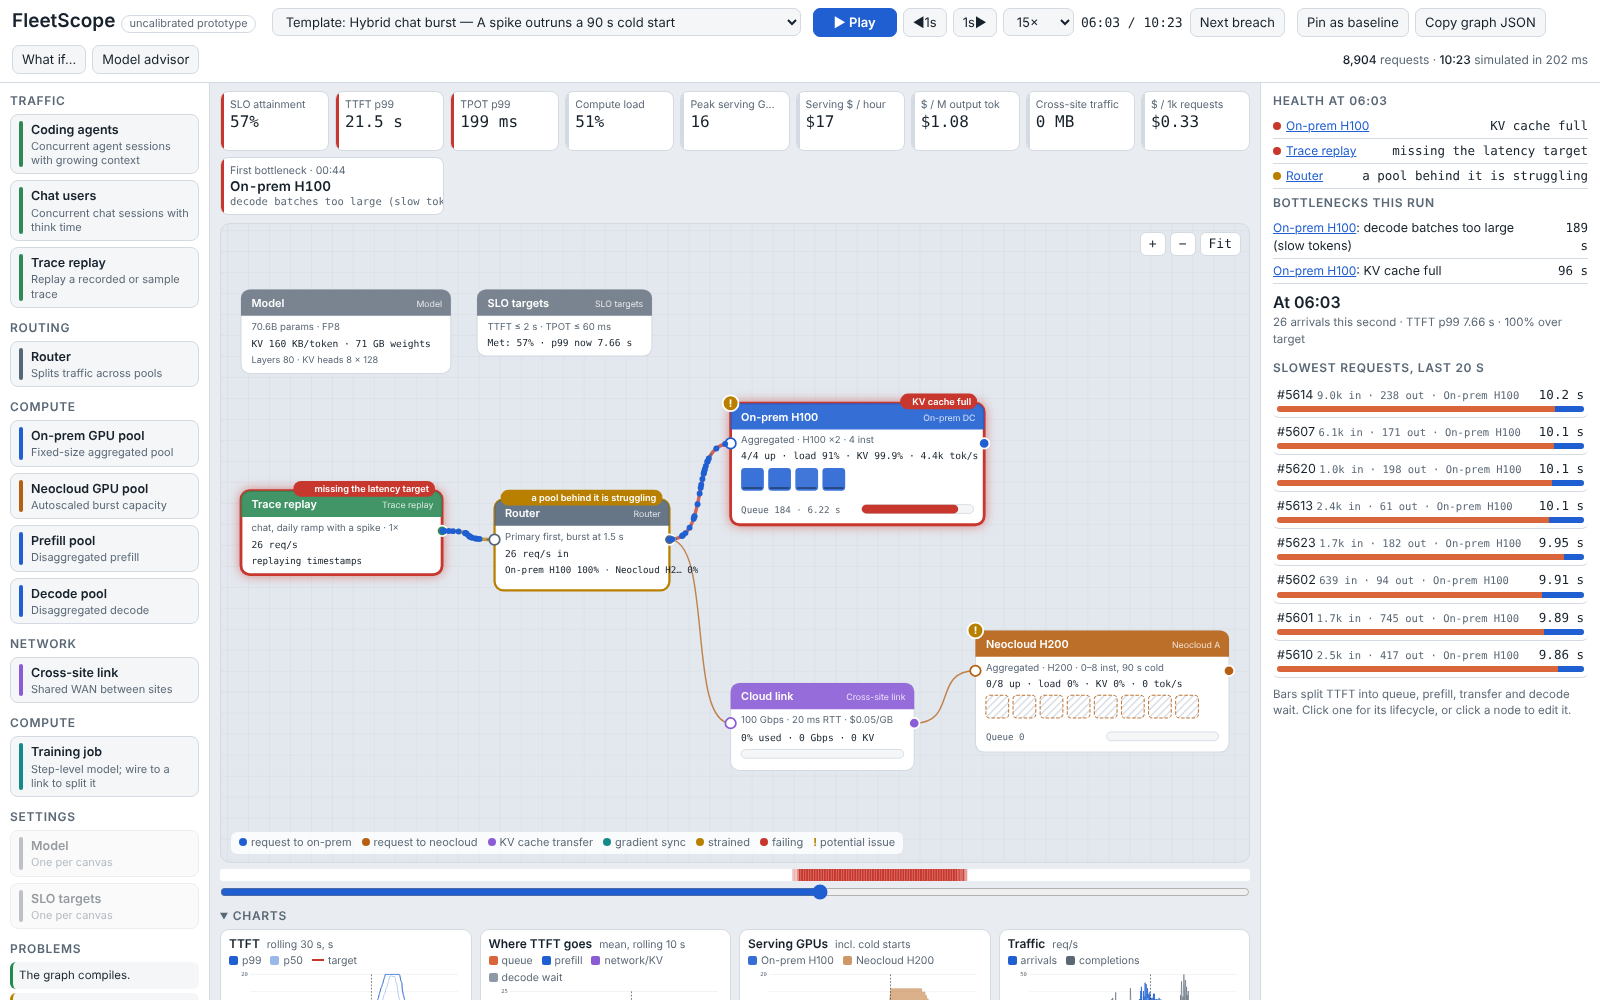 FleetScope
uncalibrated prototype
Template: Hybrid chat burst — A spike outruns a 90 s cold start
▶ Play
◀1s
1s▶
15×
06:03 / 10:23
Next breach
Pin as baseline
Copy graph JSON
What if...
Model advisor
8,904 requests · 10:23 simulated in 202 ms
TRAFFIC
Coding agents
Concurrent agent sessions
with growing context
Chat users
Concurrent chat sessions with
think time
Trace replay
Replay a recorded or sample
trace
ROUTING
Router
Splits traffic across pools
COMPUTE
On-prem GPU pool
Fixed-size aggregated pool
Neocloud GPU pool
Autoscaled burst capacity
Prefill pool
Disaggregated prefill
Decode pool
Disaggregated decode
NETWORK
Cross-site link
Shared WAN between sites
COMPUTE
Training job
Step-level model; wire to a
link to split it
SETTINGS
Model
One per canvas
SLO targets
One per canvas
PROBLEMS
The graph compiles.
SLO attainment
57%
TTFT p99
21.5 s
TPOT p99
199 ms
Compute load
51%
Peak serving G...
16
Serving $ / hour
$17
$ / M output tok
$1.08
Cross-site traffic
0 MB
$ / 1k requests
$0.33
First bottleneck · 00:44
On-prem H100
decode batches too large (slow tok
+
−
Fit
Model
Model
70.6B params · FP8
KV 160 KB/token · 71 GB weights
Layers 80 · KV heads 8 × 128
SLO targets
SLO targets
TTFT ≤ 2 s · TPOT ≤ 60 ms
Met: 57% · p99 now 7.66 s
!
KV cache full
On-prem H100
On-prem DC
Aggregated · H100 ×2 · 4 inst
4/4 up · load 91% · KV 99.9% · 4.4k tok/s
Queue 184 · 6.22 s
missing the latency target
Trace replay
Trace replay
chat, daily ramp with a spike · 1×
26 req/s
replaying timestamps
a pool behind it is struggling
Router
Router
Primary first, burst at 1.5 s
26 req/s in
On-prem H100 100% · Neocloud H2… 0%
!
Neocloud H200
Neocloud A
Aggregated · H200 · 0–8 inst, 90 s cold
0/8 up · load 0% · KV 0% · 0 tok/s
Queue 0
Cloud link
Cross-site link
100 Gbps · 20 ms RTT · $0.05/GB
0% used · 0 Gbps · 0 KV
request to on-prem
request to neocloud
KV cache transfer
gradient sync
strained
failing
! potential issue
▼ CHARTS
TTFT rolling 30 s, s
p99 p50 target
20
Where TTFT goes mean, rolling 10 s
queue prefill network/KV
decode wait
25
Serving GPUs incl. cold starts
On-prem H100 Neocloud H200
20
Traffic req/s
arrivals completions
50
HEALTH AT 06:03
On-prem H100 KV cache full
Trace replay missing the latency target
Router a pool behind it is struggling
BOTTLENECKS THIS RUN
On-prem H100: decode batches too large 189
(slow tokens) s
On-prem H100: KV cache full 96 s
At 06:03
26 arrivals this second · TTFT p99 7.66 s · 100% over
target
SLOWEST REQUESTS, LAST 20 S
#5614 9.0k in · 238 out · On-prem H100 10.2 s
#5607 6.1k in · 171 out · On-prem H100 10.1 s
#5620 1.0k in · 198 out · On-prem H100 10.1 s
#5613 2.4k in · 61 out · On-prem H100 10.1 s
#5623 1.7k in · 182 out · On-prem H100 9.95 s
#5602 639 in · 94 out · On-prem H100 9.91 s
#5601 1.7k in · 745 out · On-prem H100 9.89 s
#5610 2.5k in · 417 out · On-prem H100 9.86 s
Bars split TTFT into queue, prefill, transfer and decode
wait. Click one for its lifecycle, or click a node to edit it.